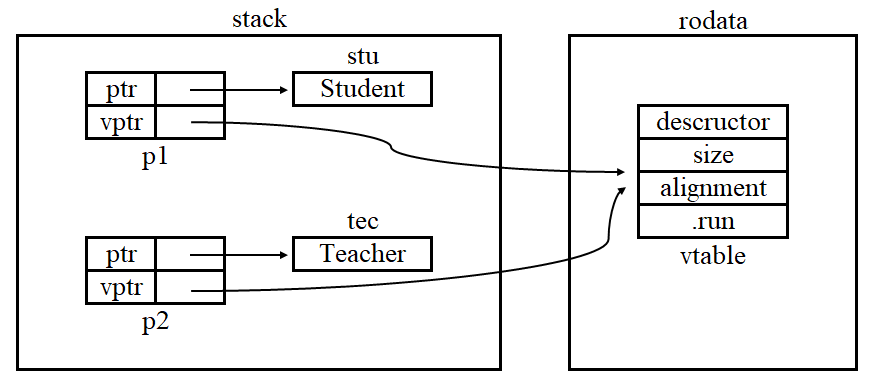 stack
rodata
stu
ptr
Student
vptr
p1
descructor
size
alignment
.run
vtable
tec
ptr
Teacher
vptr
p2